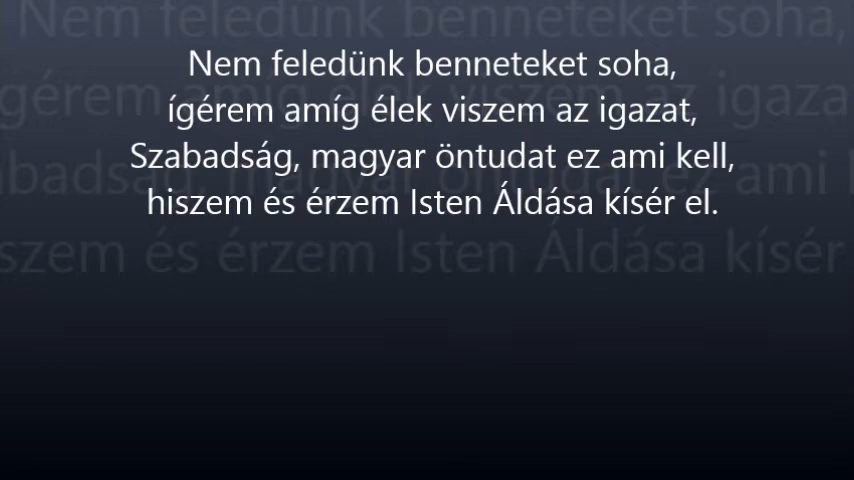 Nem feledünk benneteket soha,
ígérem amíg élek viszem az igazat,
Szabadság, magyar öntudat ez ami kell,
hiszem és érzem Isten Áldása kísér el.